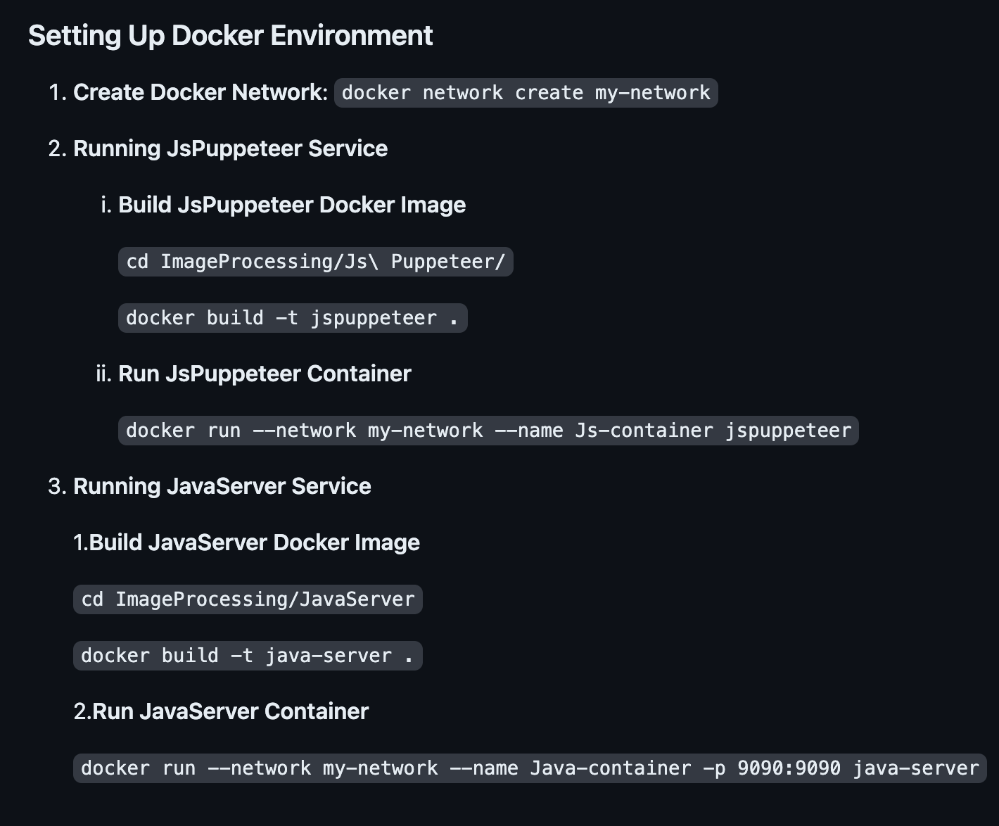 Setting Up Docker Environment
1. Create Docker Network: docker network create my-network
2. Running JsPuppeteer Service
i. Build JsPuppeteer Docker Image
cd ImageProcessing/Js\ Puppeteer/
docker build -t jspuppeteer .
ii. Run JsPuppeteer Container
docker run --network my-network --name Js-container jspuppeteer
3. Running JavaServer Service
1.Build JavaServer Docker Image
cd ImageProcessing/JavaServer
docker build -t java-server .
2.Run JavaServer Container
docker run --network my-network --name Java-container -p 9090:9090 java-server